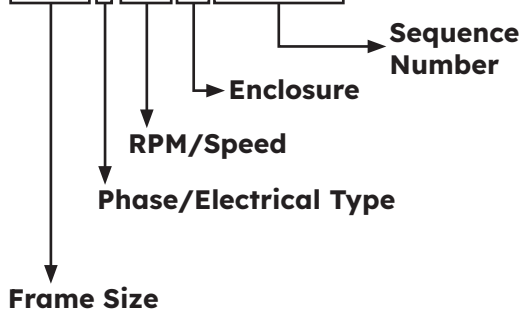 Sequence
Number
Enclosure
RPM/Speed
Phase/Electrical Type
Frame Size